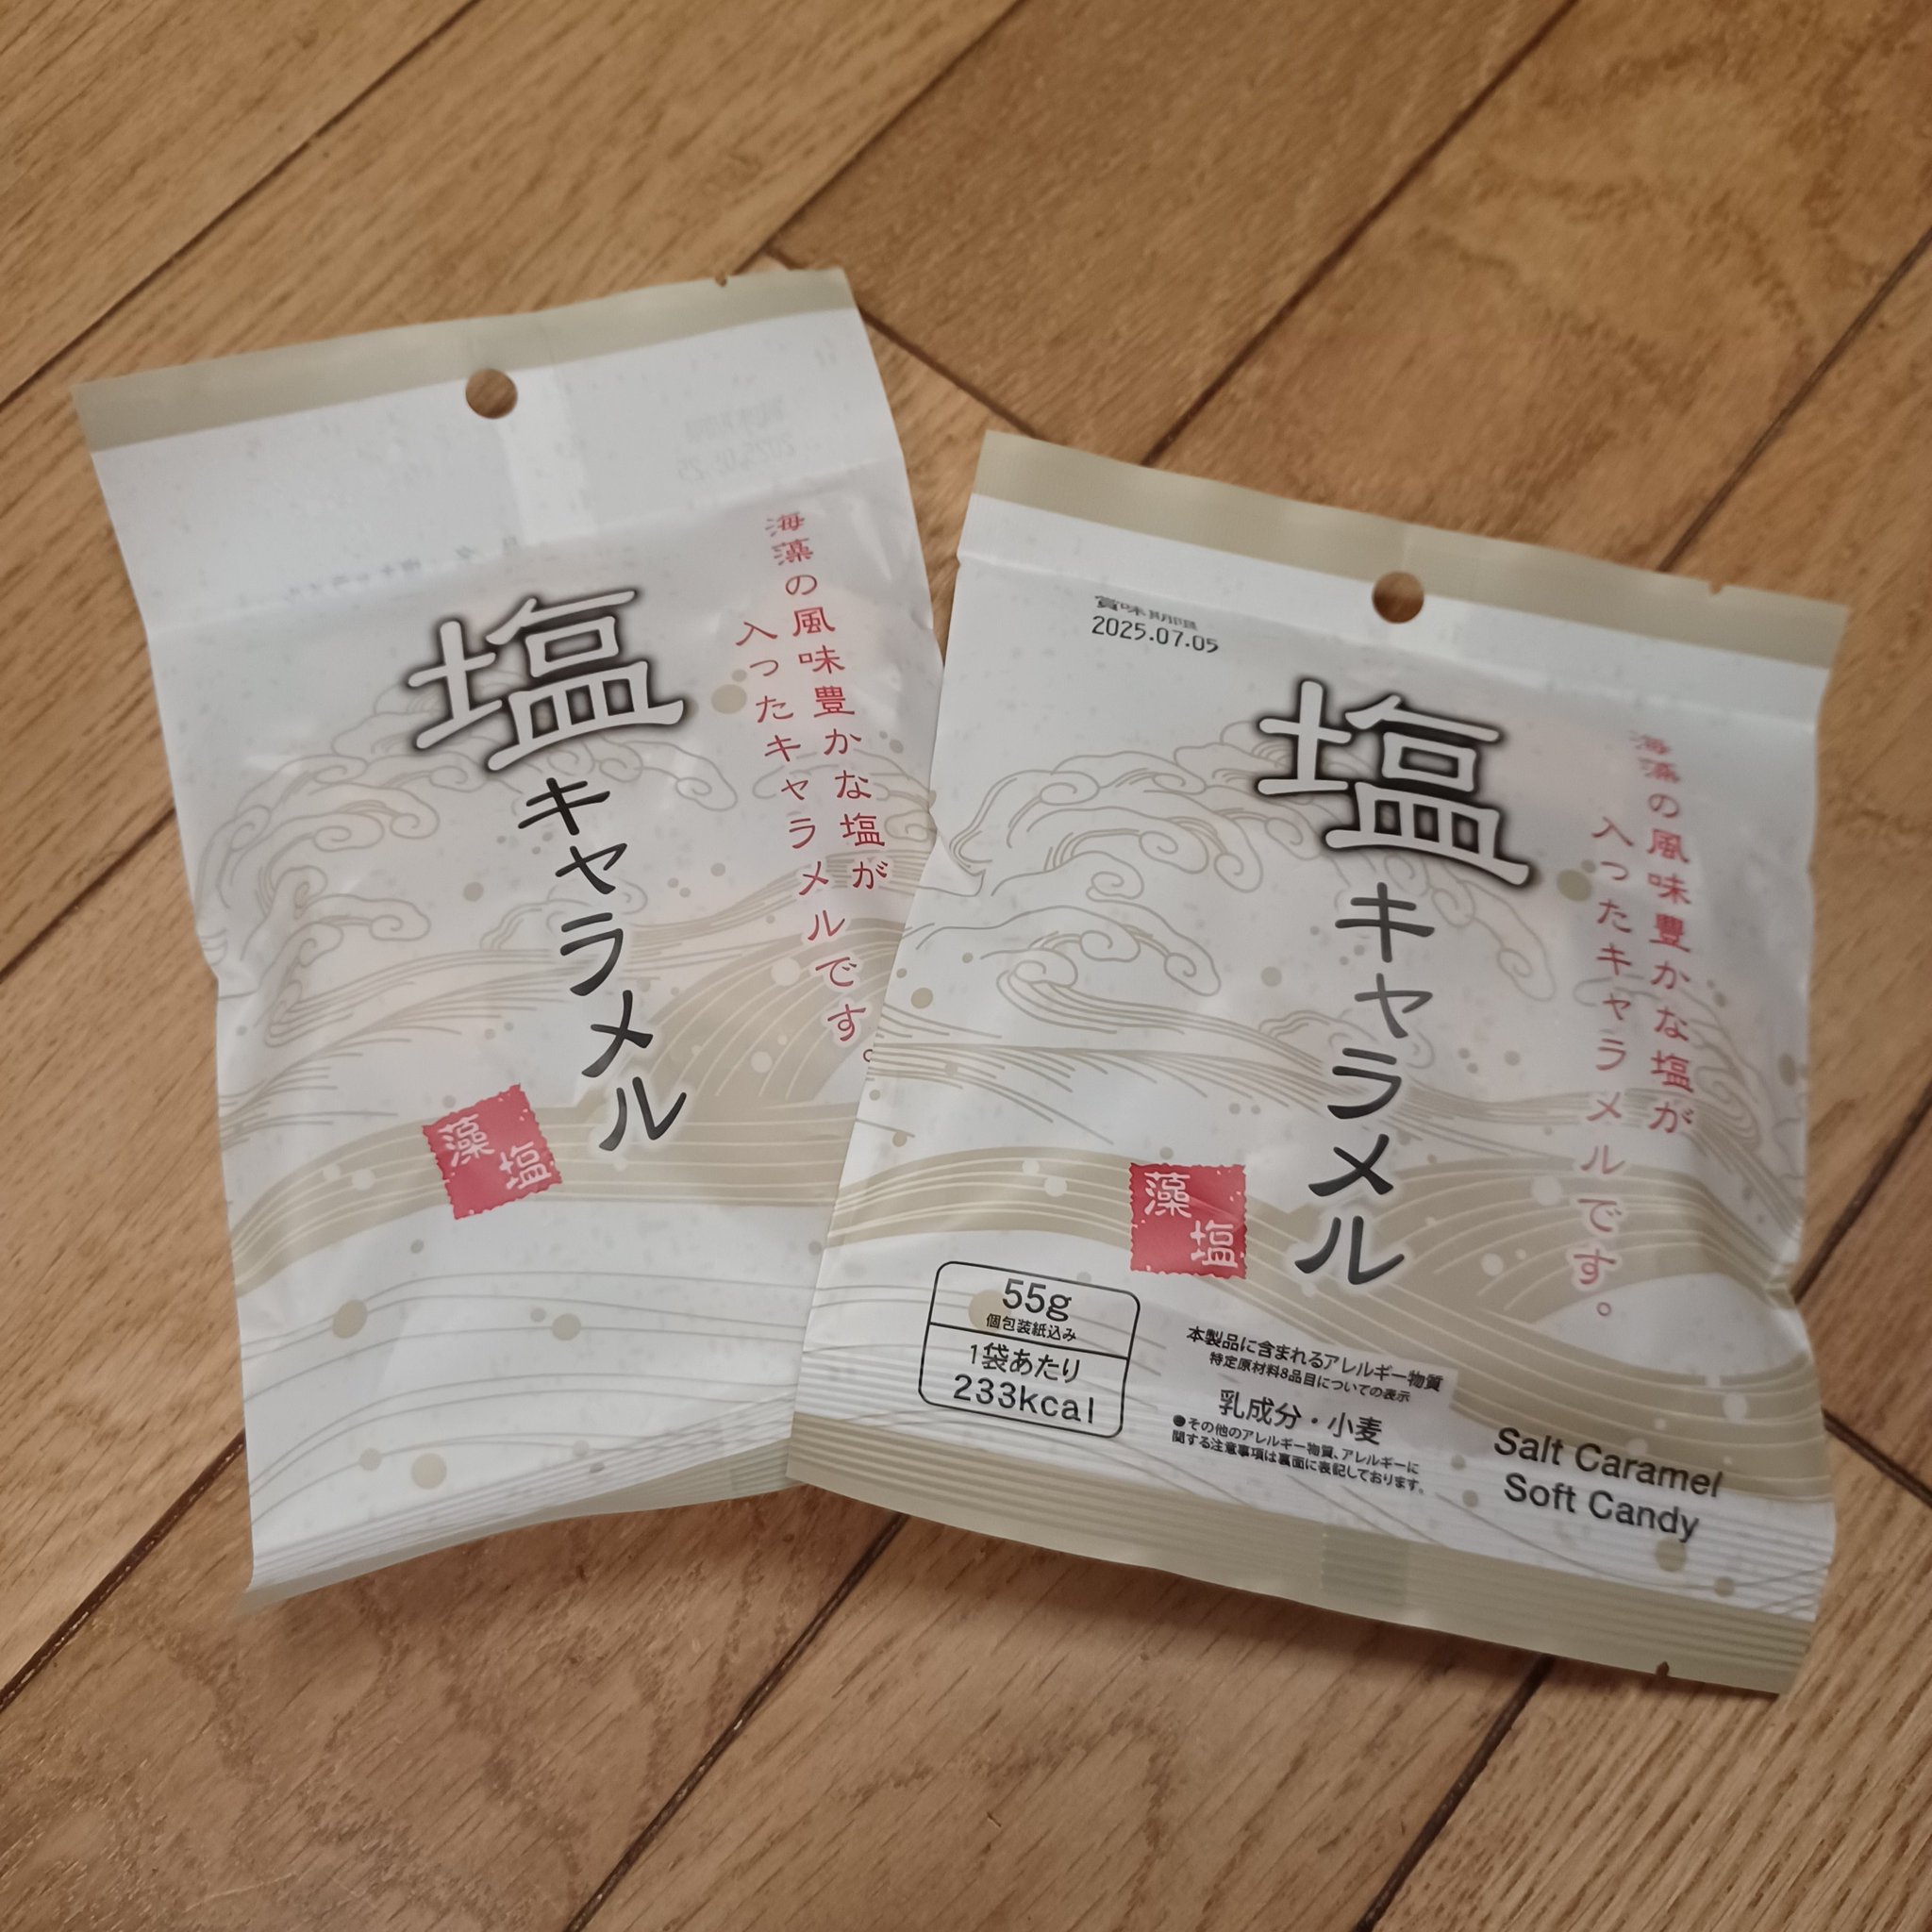 塩
キャラメル
海藻の風味豊かな塩が
入ったキャラメルです。
藻塩
賞味期限
2025.07.05
塩
キャラメル
海藻の風味豊かな塩が
入ったキャラメルです。
藻塩
55g
個包装紙込み
1袋あたり
233kcal
本製品に含まれるアレルギー物質
特定原材料8品目についての表示
乳成分・小麦
●その他のアレルギー物質、アレルギーに
関する注意事項は裏面に表記しております。
Salt Caramel
Soft Candy